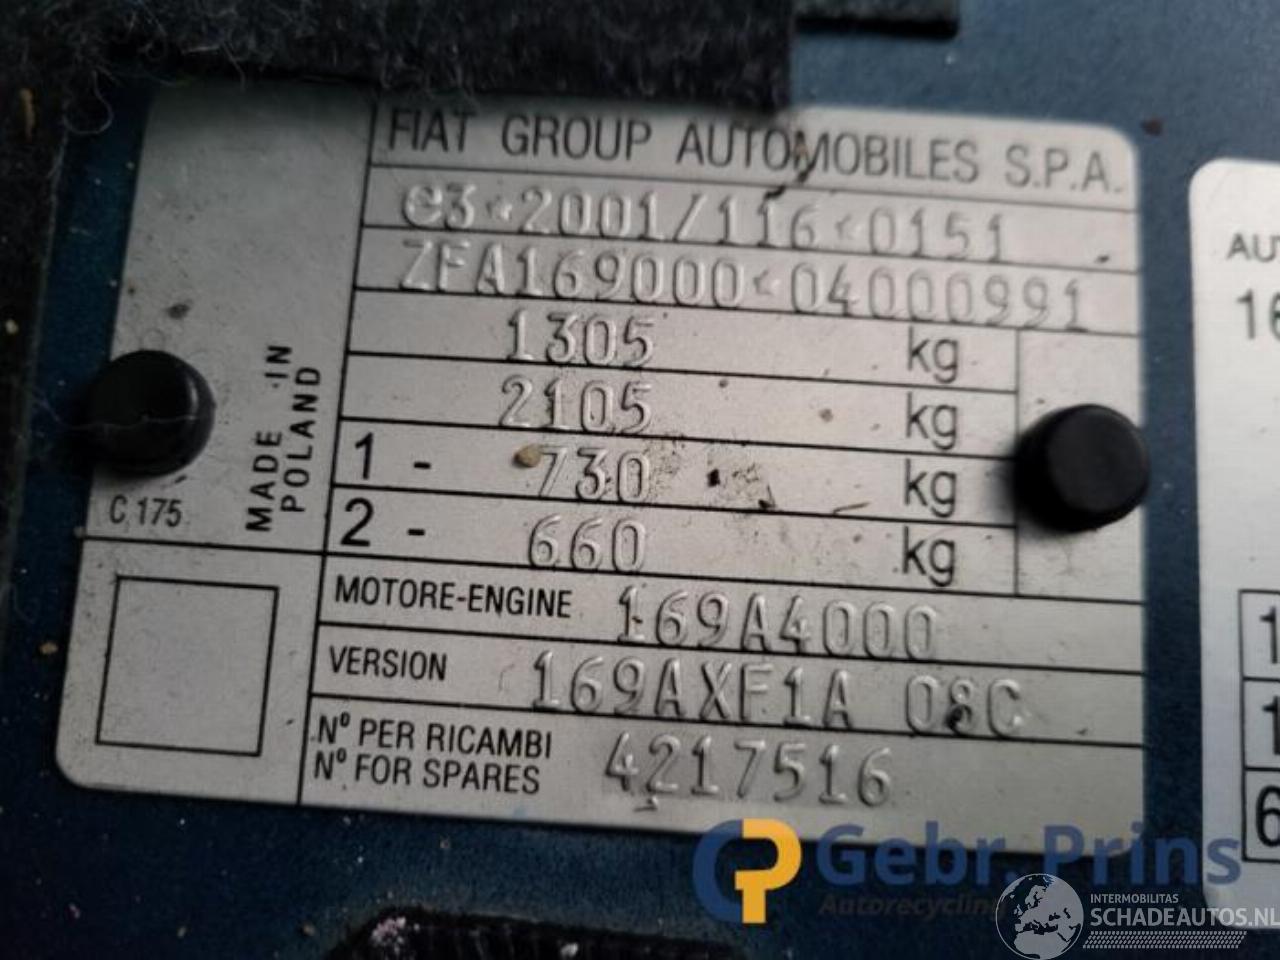 FIAT GROUP AUTOMOBILES S.P.A.
e3*2001/116*0151
ZFA169000*04000991
1305 kg
2105 kg
1 - 730 kg
2 - 660 kg
MADE IN
POLAND
C 175
MOTORE-ENGINE 169A4000
VERSION 169AXF1A 08C
N° PER RICAMBI
N° FOR SPARES 4217516
Gebr. Prins
Autorecycling
INTERMOBILITAS
SCHADEAUTOS.NL